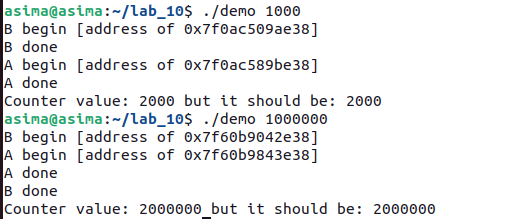 asima@asima:~/lab_10$ ./demo 1000
B begin [address of 0x7f0ac509ae38]
B done
A begin [address of 0x7f0ac589be38]
A done
Counter value: 2000 but it should be: 2000
asima@asima:~/lab_10$ ./demo 1000000
B begin [address of 0x7f60b9042e38]
A begin [address of 0x7f60b9843e38]
A done
B done
Counter value: 2000000 but it should be: 2000000